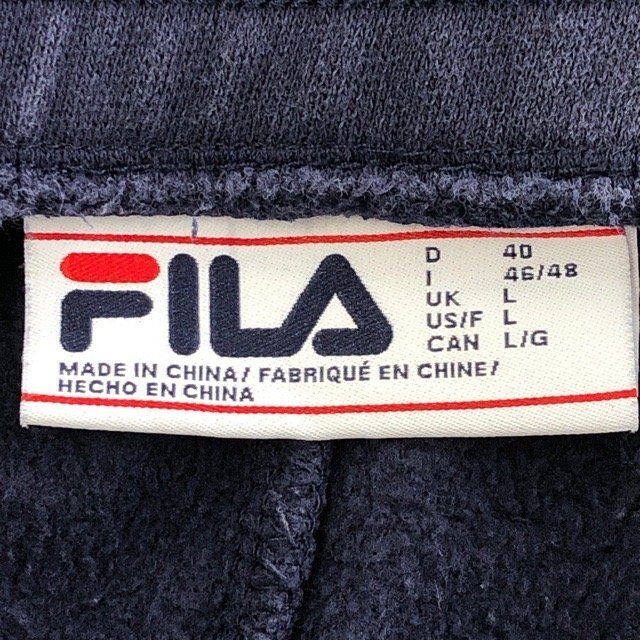 FILA
D 40
I 46/48
UK L
US/F L
CAN L/G
MADE IN CHINA/ FABRIQUÉ EN CHINE/
HECHO EN CHINA